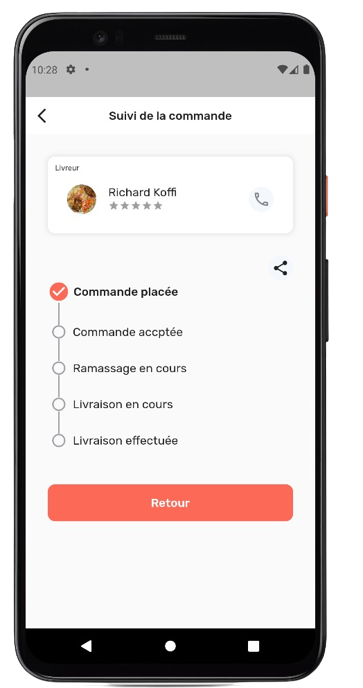 10:28
Suivi de la commande
Livreur
Richard Koffi
Commande placée
Commande accptée
Ramassage en cours
Livraison en cours
Livraison effectuée
Retour